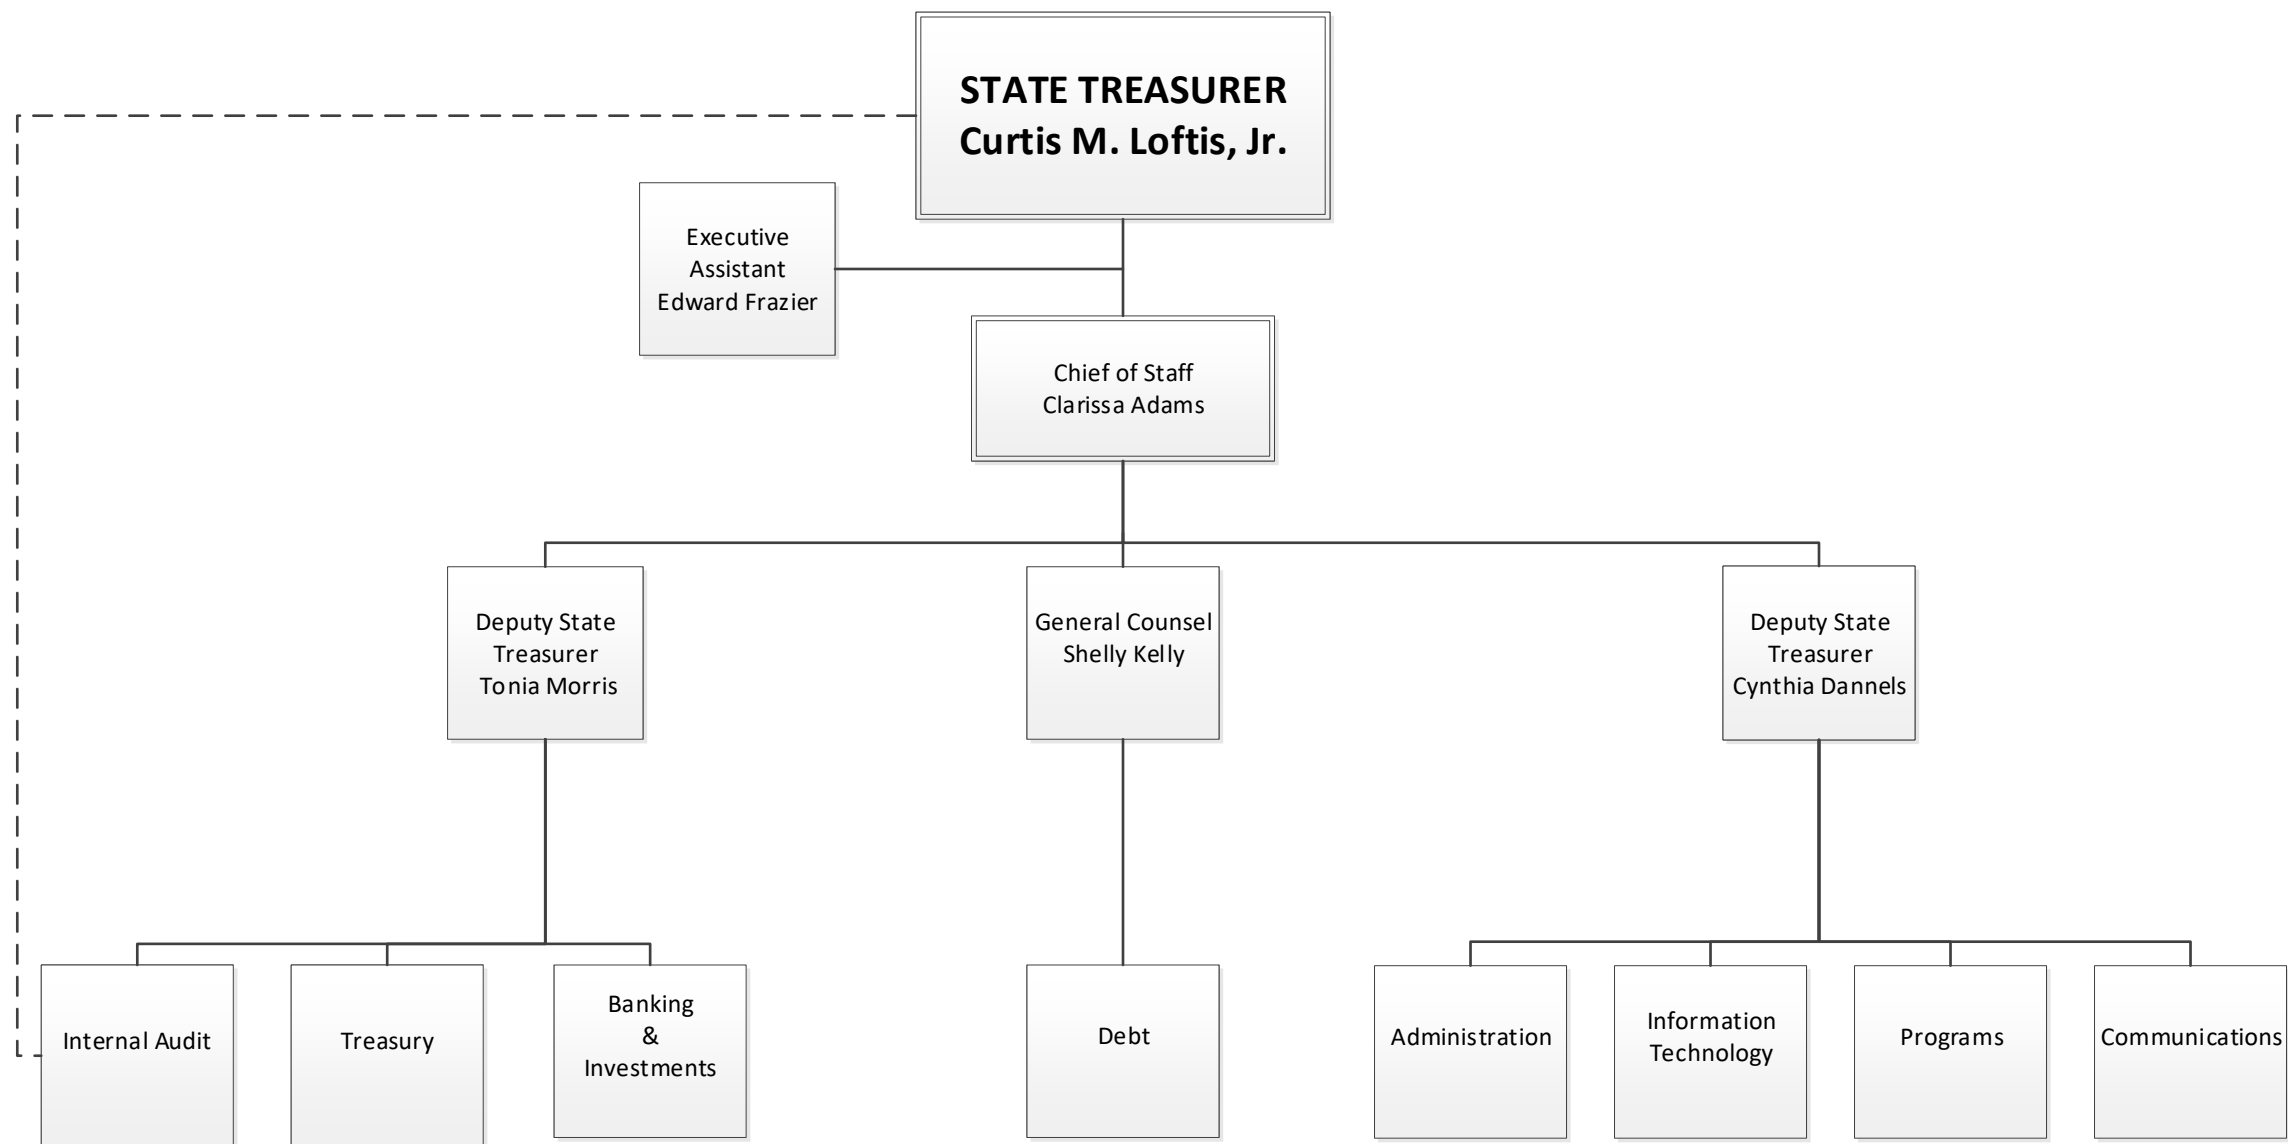 STATE TREASURER
Curtis M. Loftis, Jr.
Executive
Assistant
Edward Frazier
Chief of Staff
Clarissa Adams
Deputy State
Treasurer
Tonia Morris
General Counsel
Shelly Kelly
Deputy State
Treasurer
Cynthia Dannels
Internal Audit
Treasury
Banking
&
Investments
Debt
Administration
Information
Technology
Programs
Communications